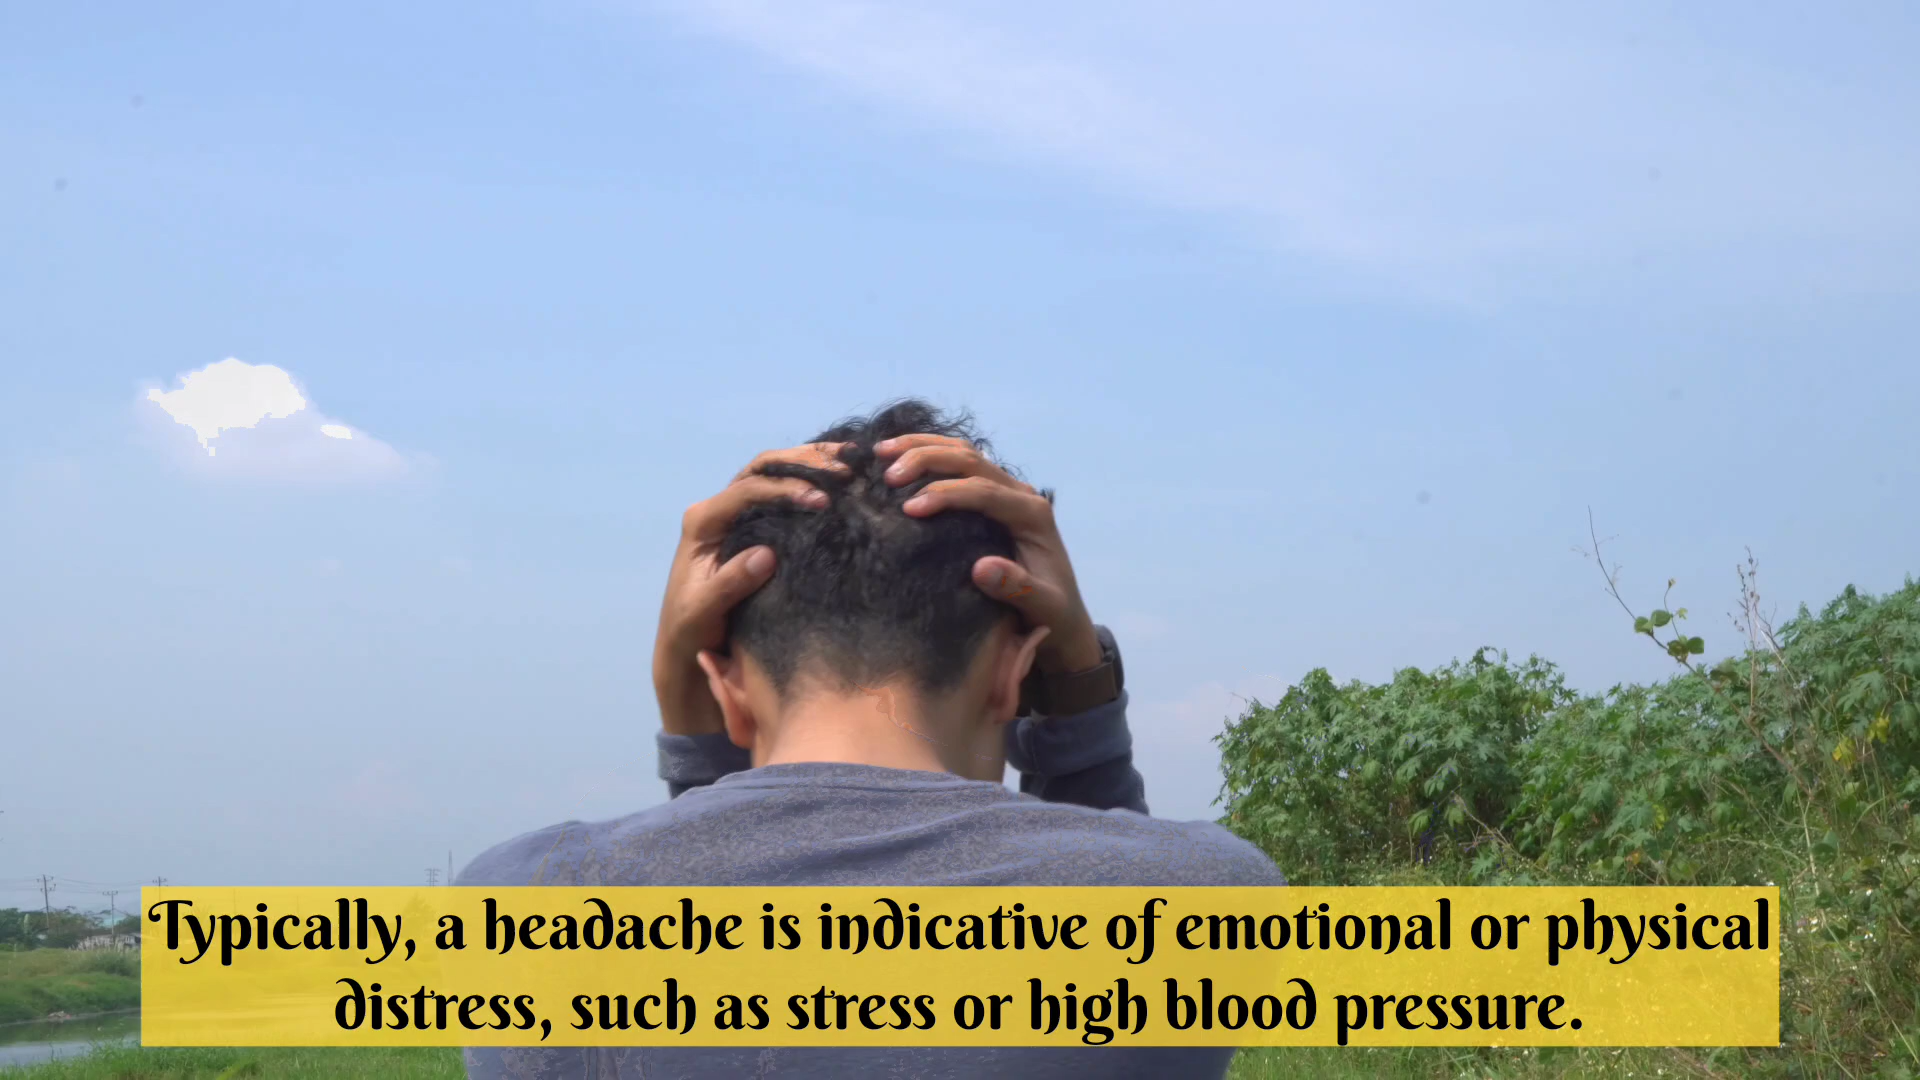 Typically, a headache is indicative of emotional or physical
distress, such as stress or high blood pressure.